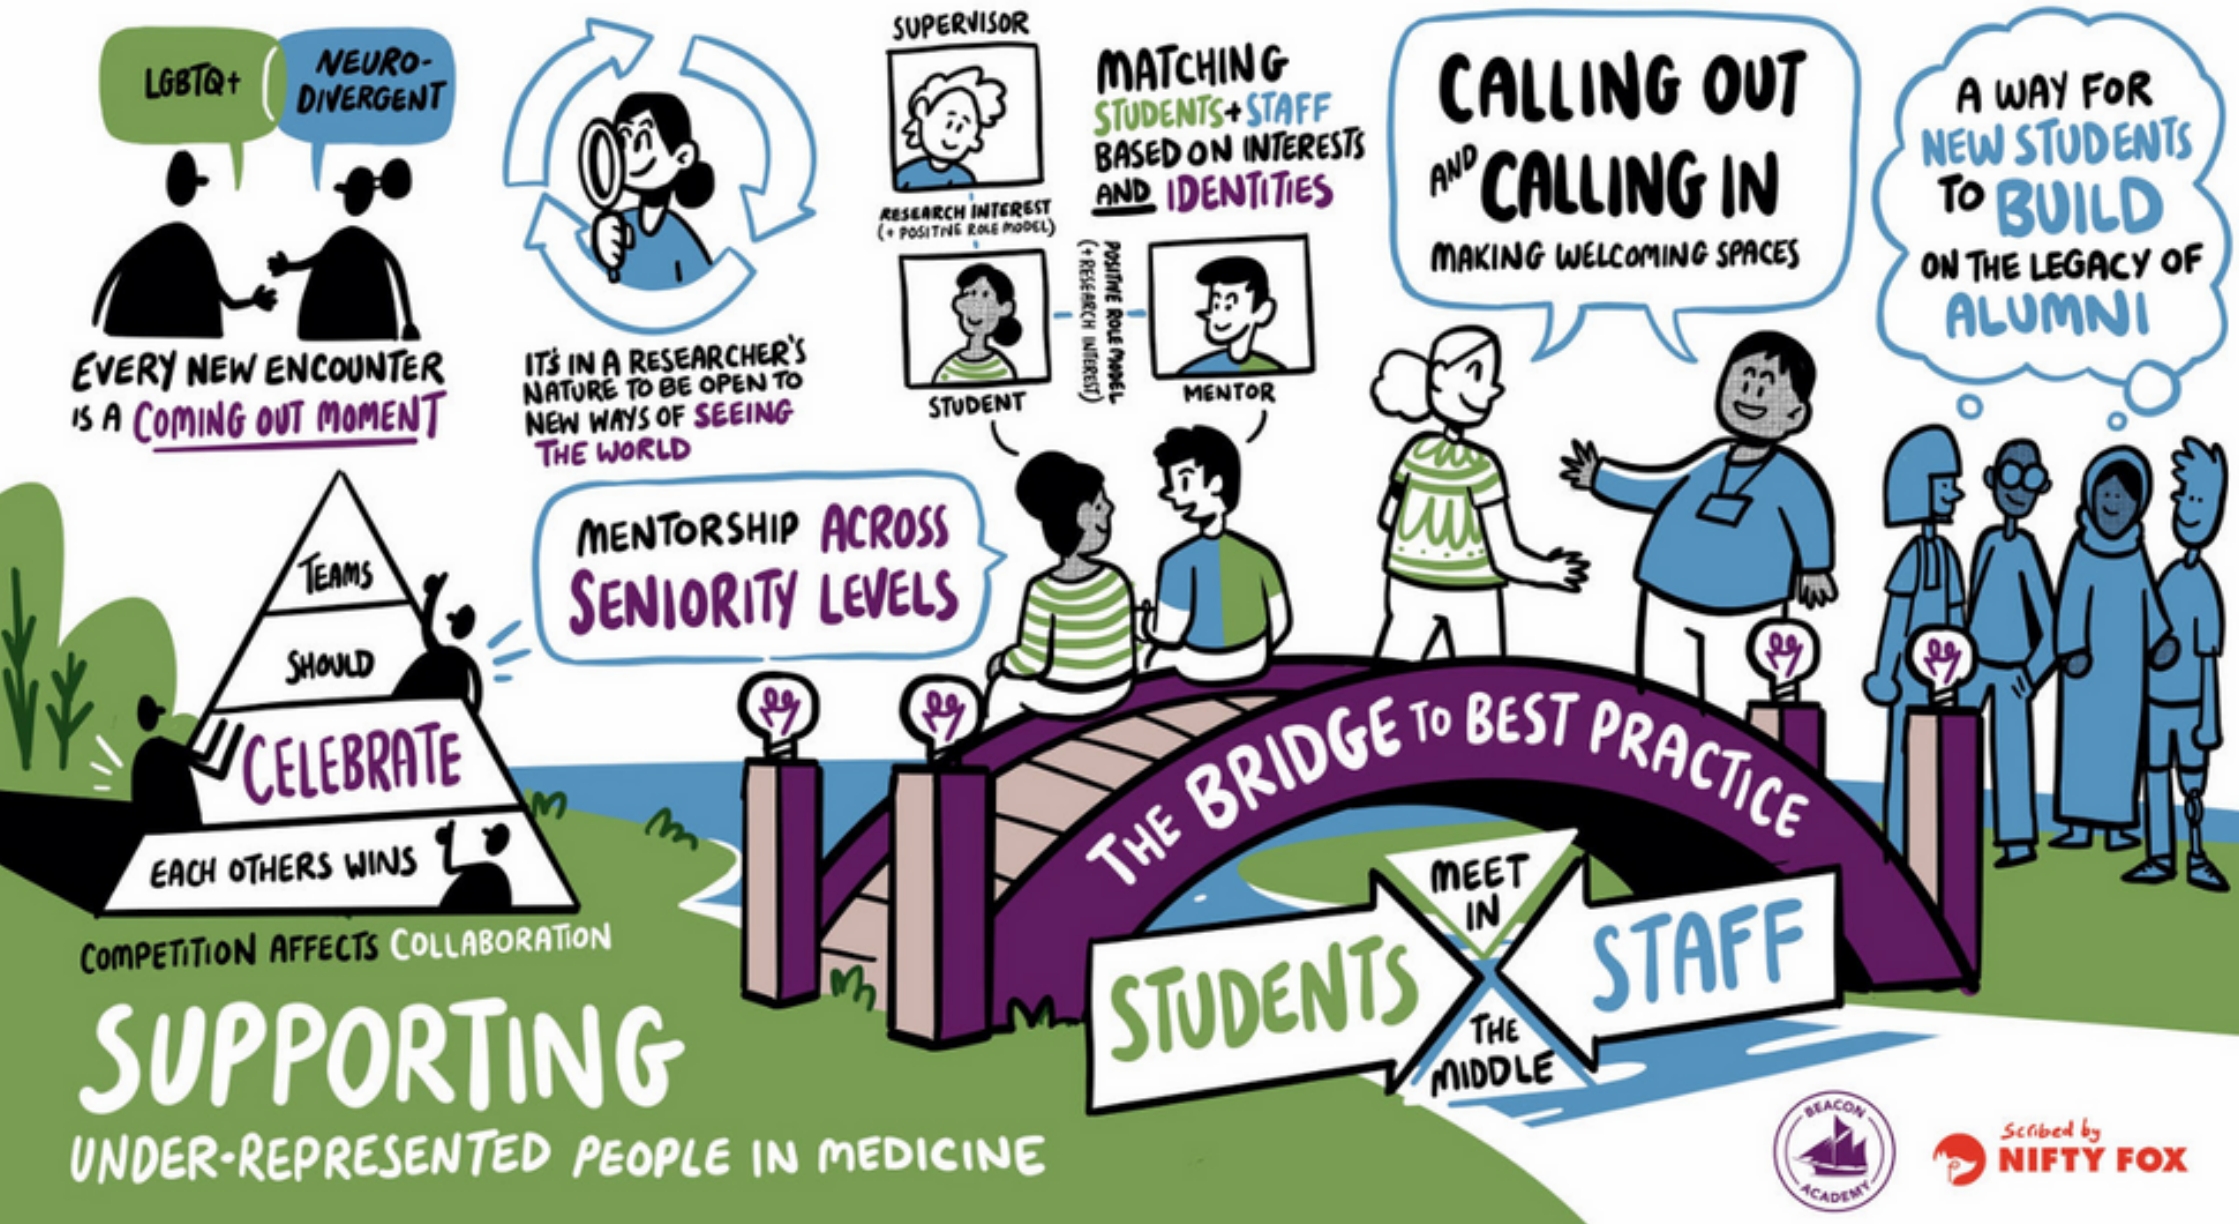 LGBTQ+
NEURO-
DIVERGENT
EVERY NEW ENCOUNTER
IS A COMING OUT MOMENT
IT'S IN A RESEARCHER'S
NATURE TO BE OPEN TO
NEW WAYS OF SEEING
THE WORLD
SUPERVISOR
RESEARCH INTEREST
(+ POSITIVE ROLE MODEL)
STUDENT
POSITIVE ROLE MODEL
(+ RESEARCH INTEREST)
MENTOR
MATCHING
STUDENTS + STAFF
BASED ON INTERESTS
AND IDENTITIES
CALLING OUT
AND CALLING IN
MAKING WELCOMING SPACES
A WAY FOR
NEW STUDENTS
TO BUILD
ON THE LEGACY OF
ALUMNI
MENTORSHIP ACROSS
SENIORITY LEVELS
TEAMS
SHOULD
CELEBRATE
EACH OTHERS WINS
COMPETITION AFFECTS COLLABORATION
THE BRIDGE TO BEST PRACTICE
STUDENTS
MEET
IN
THE
MIDDLE
STAFF
SUPPORTING
UNDER-REPRESENTED PEOPLE IN MEDICINE
BEACON
ACADEMY
Scribed by
NIFTY FOX